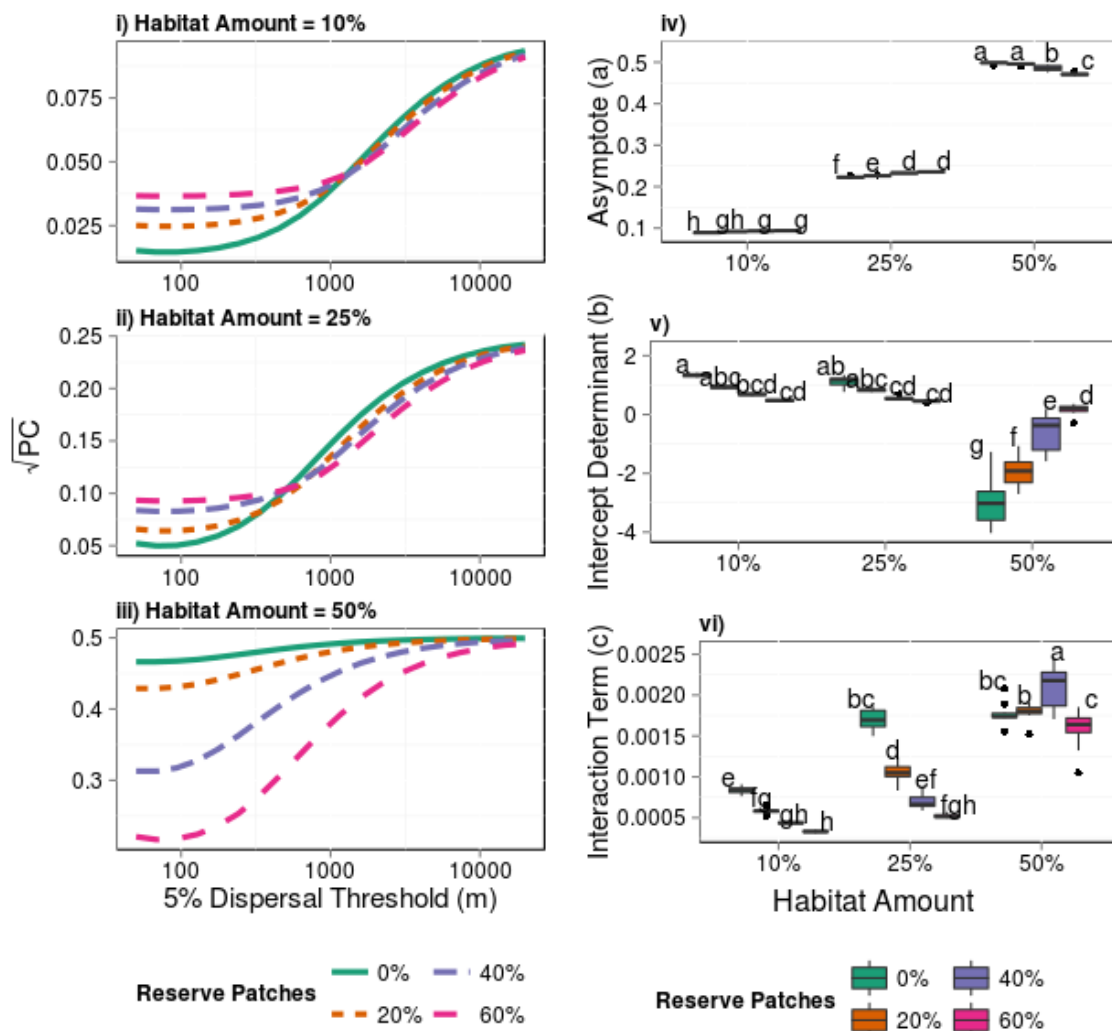 i) Habitat Amount = 10%
0.075
0.050
0.025
100 1000 10000
ii) Habitat Amount = 25%
0.25
0.20
0.15
0.10
0.05
100 1000 10000
iii) Habitat Amount = 50%
0.5
0.4
0.3
100 1000 10000
√PC
5% Dispersal Threshold (m)
Reserve Patches
0% 40%
20% 60%
iv)
Asymptote (a)
0.5
0.4
0.3
0.2
0.1
h gh g g
f e d d
a a b c
10% 25% 50%
v)
Intercept Determinant (b)
2
0
-2
-4
a abc bcd cd
ab abc cd cd
g f e d
10% 25% 50%
vi)
Interaction Term (c)
0.0025
0.0020
0.0015
0.0010
0.0005
e fg gh h
bc d ef fgh
bc b a c
10% 25% 50%
Habitat Amount
Reserve Patches
0% 40%
20% 60%